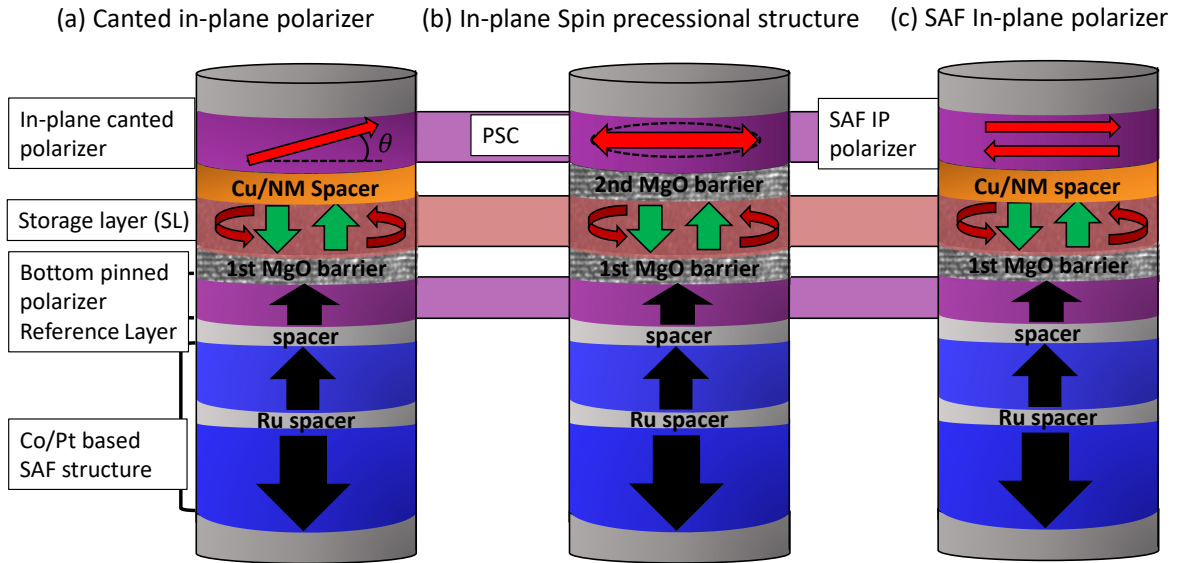 (a) Canted in-plane polarizer
(b) In-plane Spin precessional structure
(c) SAF In-plane polarizer
In-plane canted
polarizer
Storage layer (SL)
Bottom pinned
polarizer
Reference Layer
Co/Pt based
SAF structure
θ
Cu/NM Spacer
1st MgO barrier
spacer
Ru spacer
PSC
2nd MgO barrier
1st MgO barrier
spacer
Ru spacer
SAF IP
polarizer
Cu/NM spacer
1st MgO barrier
spacer
Ru spacer